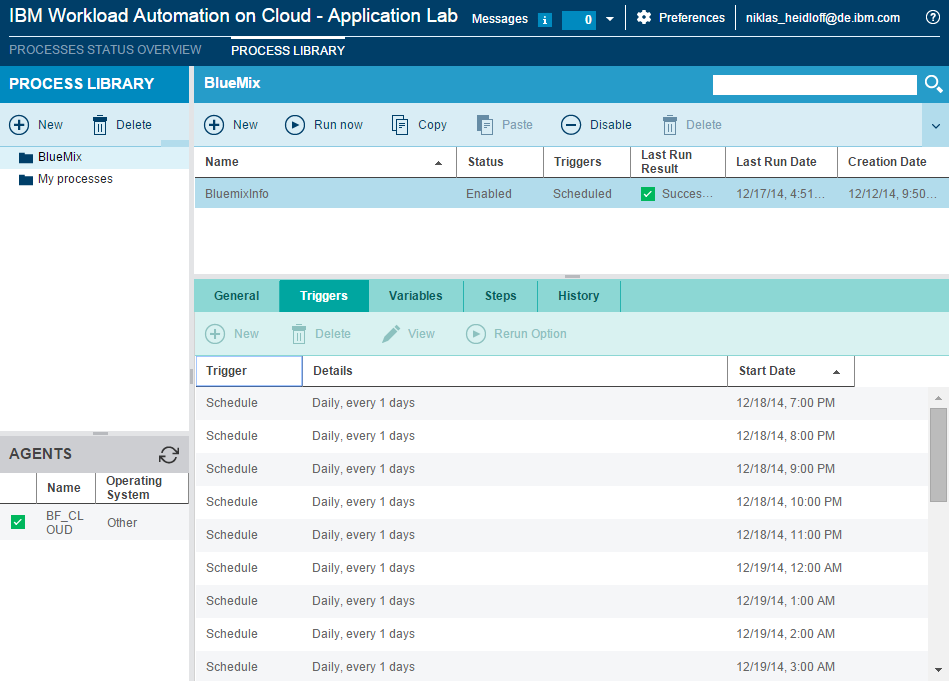 IBM Workload Automation on Cloud - Application Lab Messages i 0 Preferences niklas_heidloff@de.ibm.com ?
PROCESSES STATUS OVERVIEW PROCESS LIBRARY
PROCESS LIBRARY
New Delete
BlueMix
My processes
BlueMix
New Run now Copy Paste Disable Delete
Name Status Triggers Last Run Result Last Run Date Creation Date
BluemixInfo Enabled Scheduled Succes... 12/17/14, 4:51... 12/12/14, 9:50...
General Triggers Variables Steps History
New Delete View Rerun Option
Trigger Details Start Date
Schedule Daily, every 1 days 12/18/14, 7:00 PM
Schedule Daily, every 1 days 12/18/14, 8:00 PM
Schedule Daily, every 1 days 12/18/14, 9:00 PM
Schedule Daily, every 1 days 12/18/14, 10:00 PM
Schedule Daily, every 1 days 12/18/14, 11:00 PM
Schedule Daily, every 1 days 12/19/14, 12:00 AM
Schedule Daily, every 1 days 12/19/14, 1:00 AM
Schedule Daily, every 1 days 12/19/14, 2:00 AM
Schedule Daily, every 1 days 12/19/14, 3:00 AM
AGENTS
Name Operating System
BF_CL
OUD Other